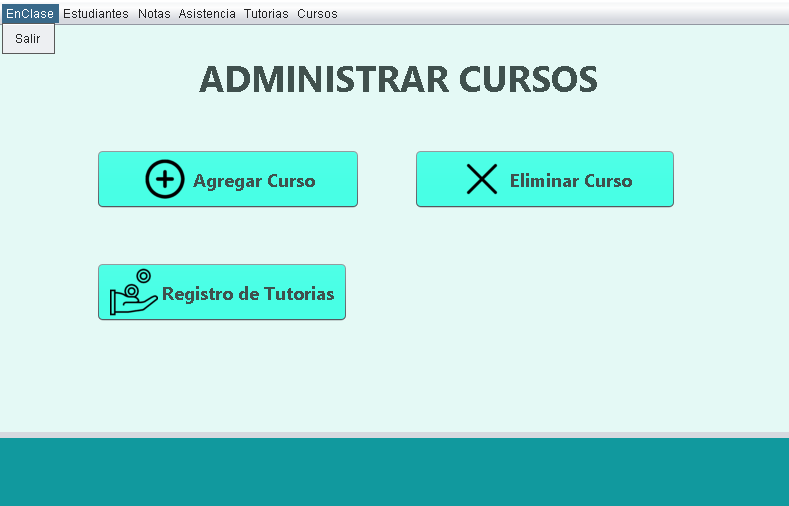 EnClase Estudiantes Notas Asistencia Tutorias Cursos
Salir
ADMINISTRAR CURSOS
Agregar Curso
Eliminar Curso
Registro de Tutorias